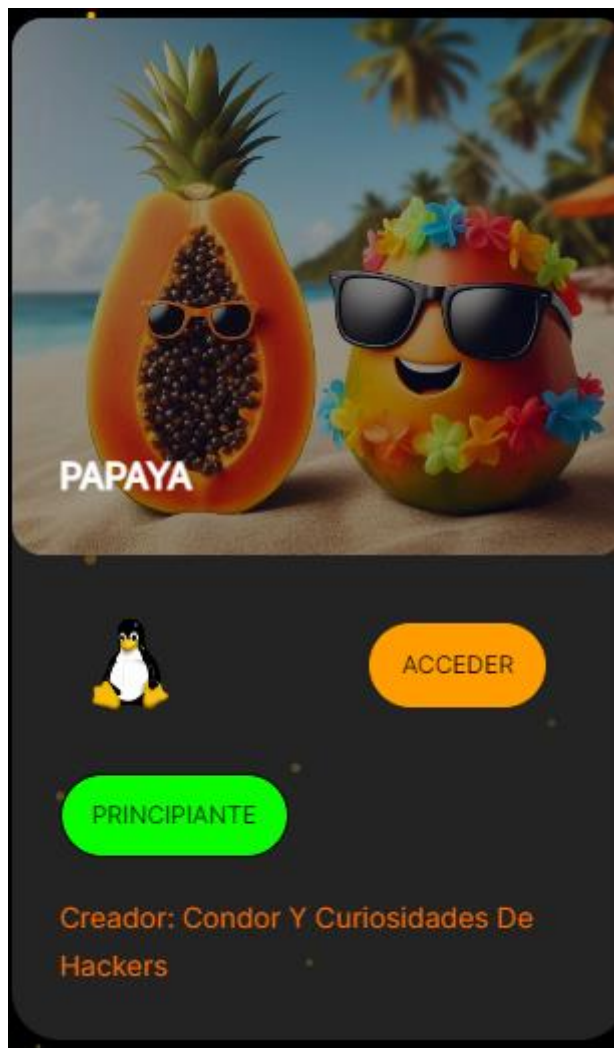 PAPAYA
ACCEDER
PRINCIPIANTE
Creador: Condor Y Curiosidades De
Hackers